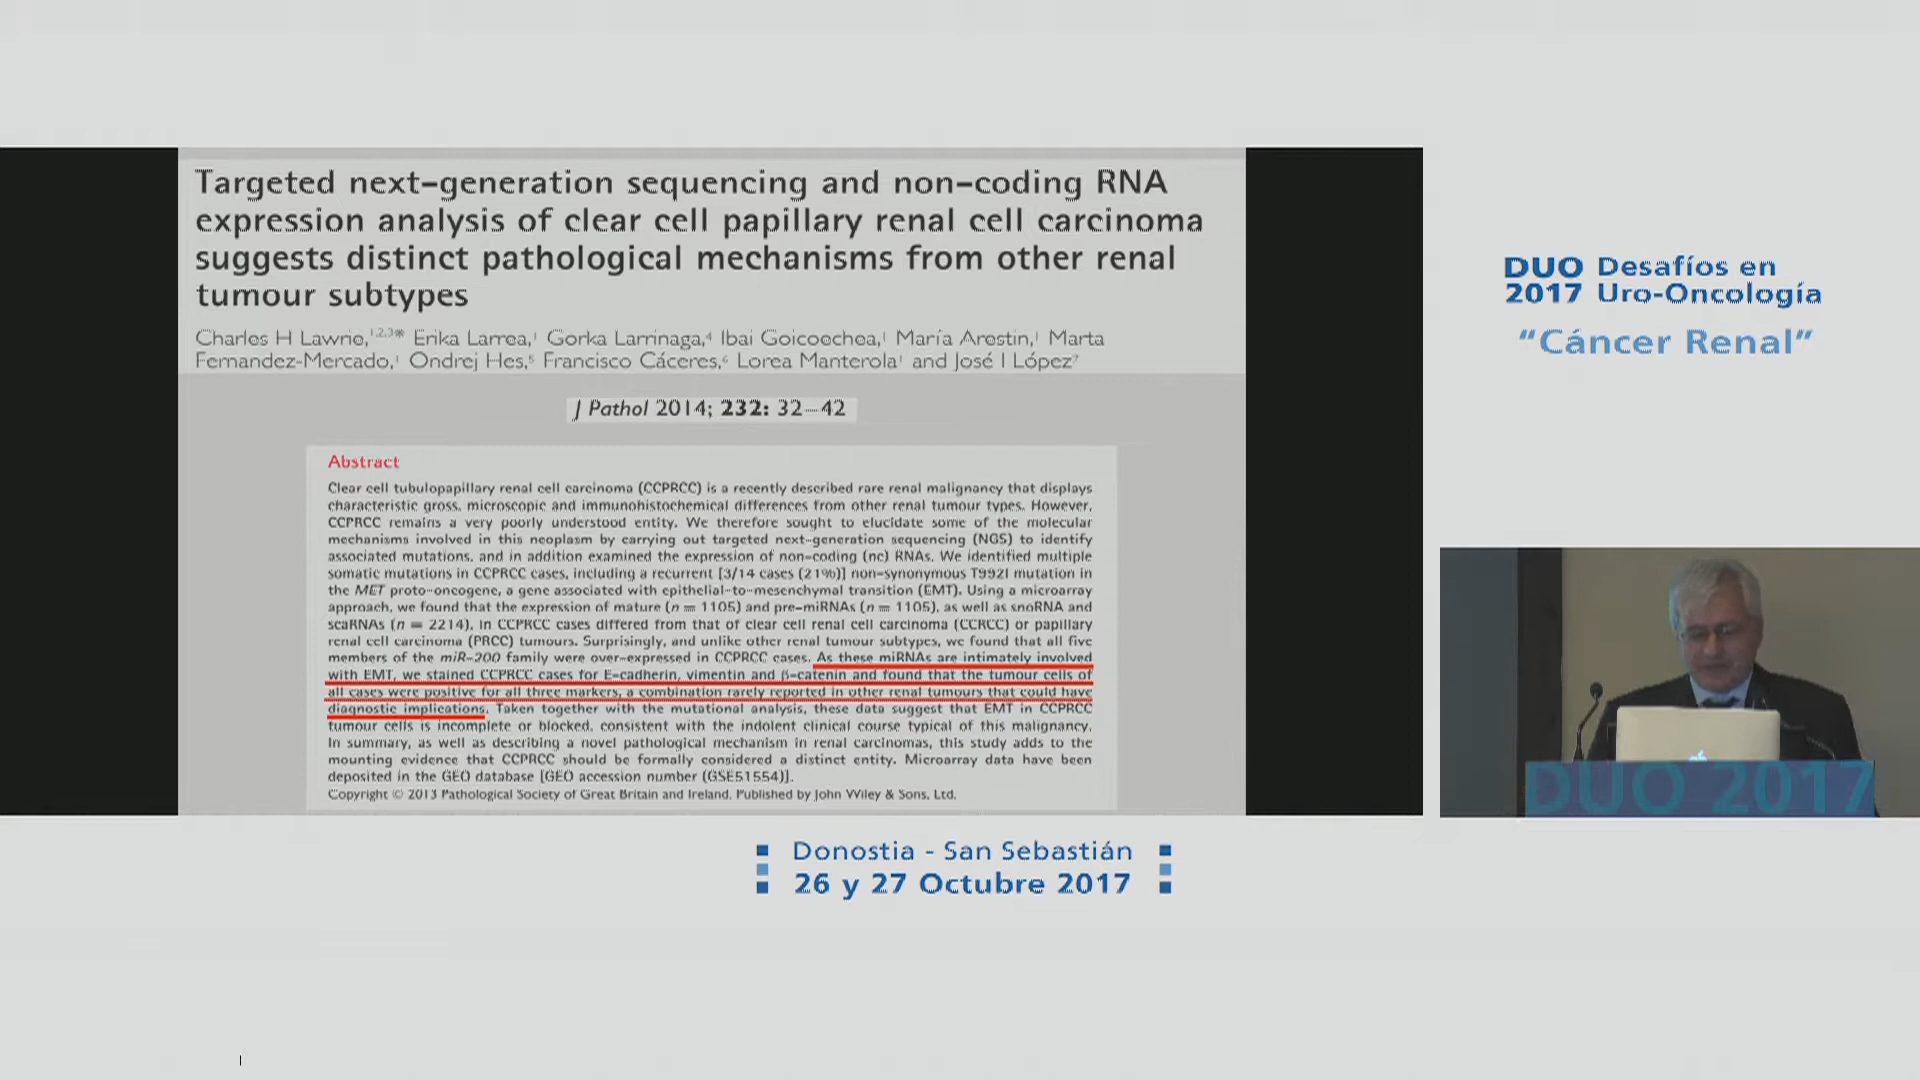 Targeted next-generation sequencing and non-coding RNA
expression analysis of clear cell papillary renal cell carcinoma
suggests distinct pathological mechanisms from other renal
tumour subtypes
Charles H Lawrie,1,2,3* Erika Larrea,1 Gorka Larrinaga,4 Ibai Goicoechea,1 María Arestin,1 Marta
Fernandez-Mercado,1 Ondrej Hes,5 Francisco Cáceres,6 Lorea Manterola1 and José I López7
J Pathol 2014; 232: 32–42
Abstract
Clear cell tubulopapillary renal cell carcinoma (CCPRCC) is a recently described rare renal malignancy that displays
characteristic gross, microscopic and immunohistochemical differences from other renal tumour types. However,
CCPRCC remains a very poorly understood entity. We therefore sought to elucidate some of the molecular
mechanisms involved in this neoplasm by carrying out targeted next-generation sequencing (NGS) to identify
associated mutations, and in addition examined the expression of non-coding (nc) RNAs. We identified multiple
somatic mutations in CCPRCC cases, including a recurrent [3/14 cases (21%)] non-synonymous T992I mutation in
the MET proto-oncogene, a gene associated with epithelial-to-mesenchymal transition (EMT). Using a microarray
approach, we found that the expression of mature (n = 1105) and pre-miRNAs (n = 1105), as well as snoRNA and
scaRNAs (n = 2214), in CCPRCC cases differed from that of clear cell renal cell carcinoma (CCRCC) or papillary
renal cell carcinoma (PRCC) tumours. Surprisingly, and unlike other renal tumour subtypes, we found that all five
members of the miR-200 family were over-expressed in CCPRCC cases. As these miRNAs are intimately involved
with EMT, we stained CCPRCC cases for E-cadherin, vimentin and β-catenin and found that the tumour cells of
all cases were positive for all three markers, a combination rarely reported in other renal tumours that could have
diagnostic implications. Taken together with the mutational analysis, these data suggest that EMT in CCPRCC
tumour cells is incomplete or blocked, consistent with the indolent clinical course typical of this malignancy.
In summary, as well as describing a novel pathological mechanism in renal carcinomas, this study adds to the
mounting evidence that CCPRCC should be formally considered a distinct entity. Microarray data have been
deposited in the GEO database [GEO accession number (GSE51554)].
Copyright © 2013 Pathological Society of Great Britain and Ireland. Published by John Wiley & Sons, Ltd.
DUO Desafíos en
2017 Uro-Oncología
“Cáncer Renal”
DUO 2017
Donostia - San Sebastián
26 y 27 Octubre 2017